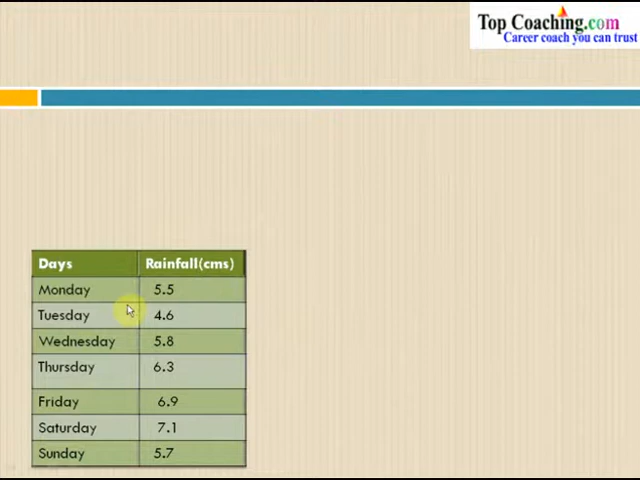 Top Coaching.com
Career coach you can trust
Days Rainfall(cms)
Monday 5.5
Tuesday 4.6
Wednesday 5.8
Thursday 6.3
Friday 6.9
Saturday 7.1
Sunday 5.7